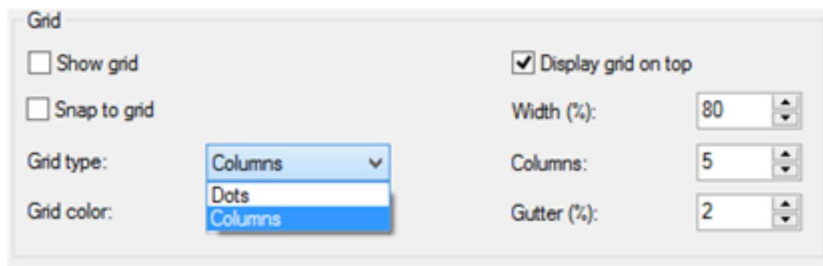 Grid
Show grid
Display grid on top
Snap to grid
Width (%): 80
Grid type: Columns
Columns: 5
Dots
Grid color: Columns
Gutter (%): 2